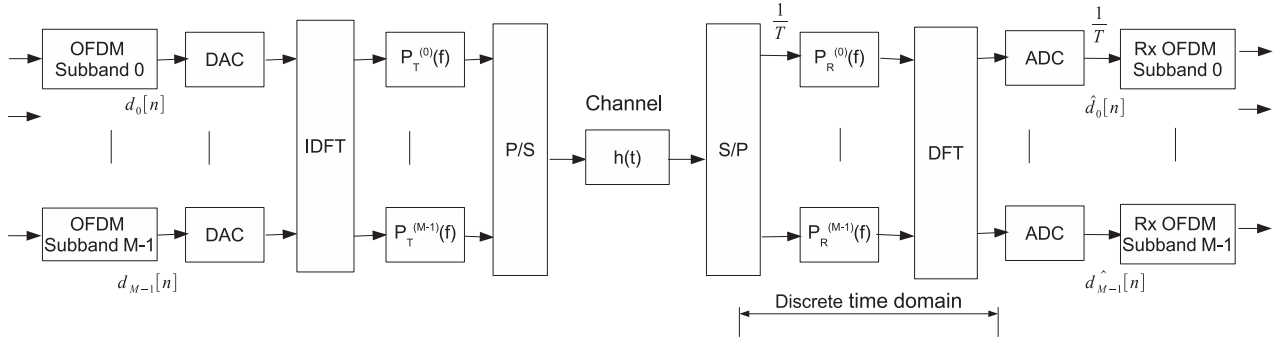 OFDM
Subband 0
d_0[n]
DAC
IDFT
P_T^(0)(f)
P/S
Channel
h(t)
S/P
1/T
P_R^(0)(f)
DFT
ADC
1/T
d̂_0[n]
Rx OFDM
Subband 0
OFDM
Subband M-1
d_{M-1}[n]
DAC
P_T^(M-1)(f)
P_R^(M-1)(f)
ADC
d̂_{M-1}[n]
Rx OFDM
Subband M-1
Discrete time domain